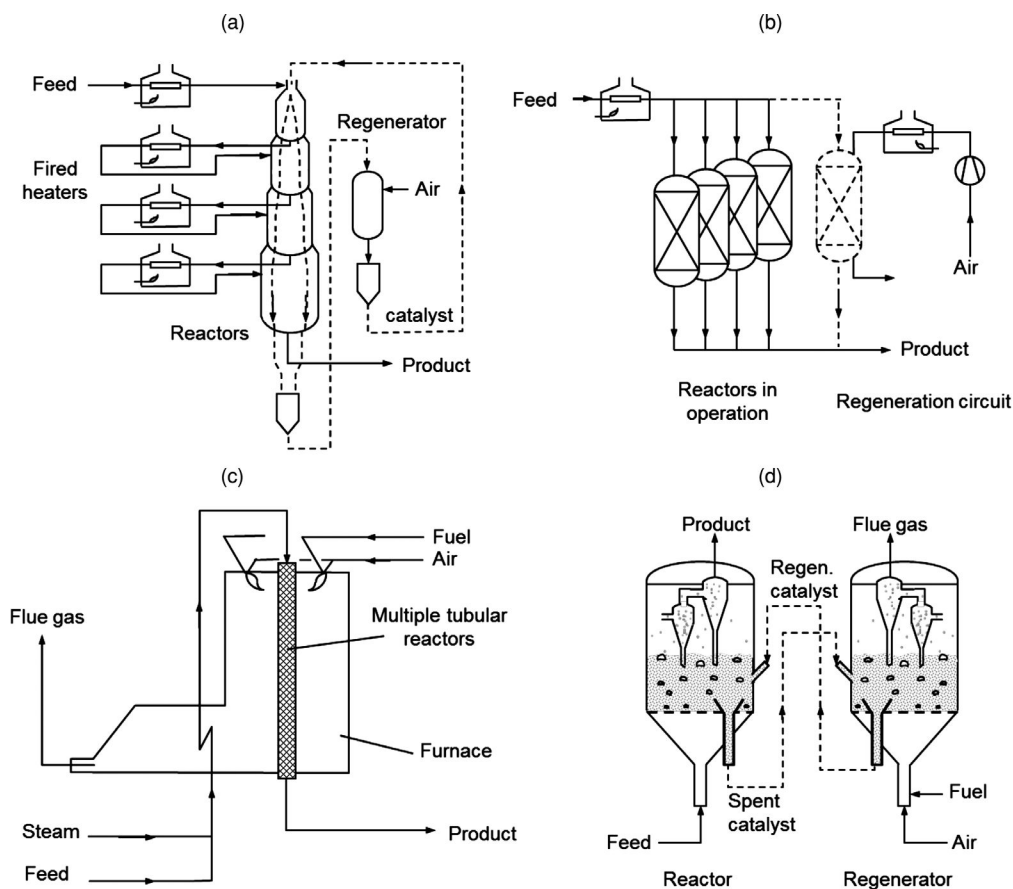 (a)
Feed
Regenerator
Fired
heaters
Air
catalyst
Reactors
Product
(b)
Feed
Air
Product
Reactors in
operation
Regeneration circuit
(c)
Fuel
Air
Flue gas
Multiple tubular
reactors
Furnace
Steam
Product
Feed
(d)
Product
Flue gas
Regen.
catalyst
Spent
catalyst
Fuel
Feed
Air
Reactor
Regenerator